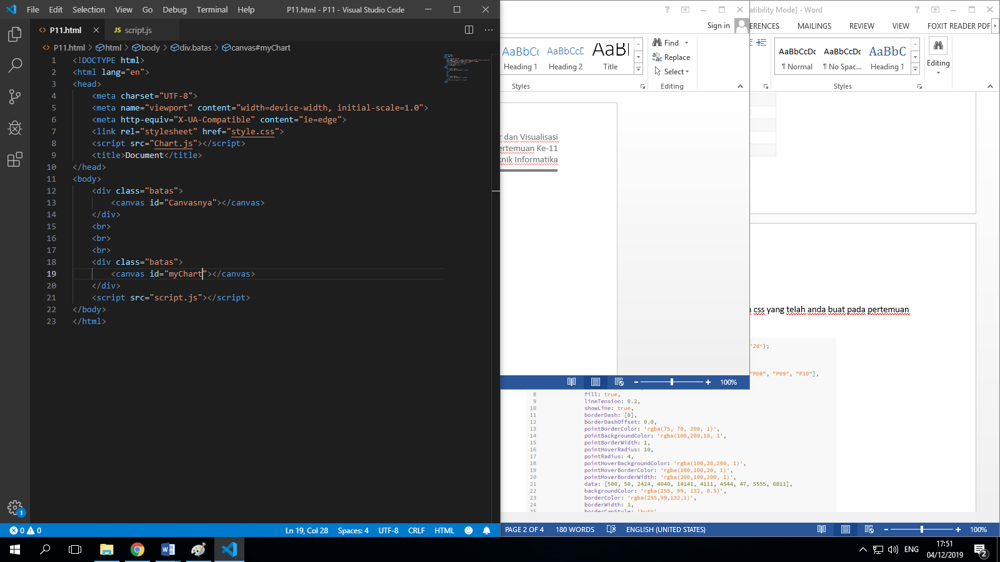 File Edit Selection View Go Debug Terminal Help P11.html - P11 - Visual Studio Code
P11.html
JS script.js
P11.html > html > body > div.batas > canvas#myChart
1 <!DOCTYPE html>
2 <html lang="en">
3 <head>
4 <meta charset="UTF-8">
5 <meta name="viewport" content="width=device-width, initial-scale=1.0">
6 <meta http-equiv="X-UA-Compatible" content="ie=edge">
7 <link rel="stylesheet" href="style.css">
8 <script src="Chart.js"></script>
9 <title>Document</title>
10 </head>
11 <body>
12 <div class="batas">
13 <canvas id="Canvasnya"></canvas>
14 </div>
15 <br>
16 <br>
17 <br>
18 <div class="batas">
19 <canvas id="myChart"></canvas>
20 </div>
21 <script src="script.js"></script>
22 </body>
23 </html>
1
0 0
Ln 19, Col 28 Spaces: 4 UTF-8 CRLF HTML
Sign in
AaBbCc AaBbCcD AaB
Heading 1 Heading 2 Title
Styles
Find
Replace
Select
Editing
r dan Visualisasi
ertemuan Ke-11
knik Informatika
100%
atibility Mode] - Word
ERENCES MAILINGS REVIEW VIEW FOXIT READER PDF
AaBbCcDc AaBbCcDc AaBbC
¶ Normal ¶ No Spac... Heading 1
Styles
Editing
css yang telah anda buat pada pertemuan
'2d');
"P08", "P09", "P10"],
8 fill: true,
9 lineTension: 0.2,
10 showLine: true,
11 borderDash: [0],
12 borderDashOffset: 0.0,
13 pointBorderColor: 'rgba(75, 70, 200, 1)',
14 pointBackgroundColor: 'rgba(100,200,10, 1',
15 pointBorderWidth: 1,
16 pointHoverRadius: 10,
17 pointRadius: 4,
18 pointHoverBackgroundColor: 'rgba(100,20,200, 1)',
19 pointHoverBorderColor: 'rgba(100,100,20, 1)',
20 pointHoverBorderWidth: 'rgba(200,100,200, 1)',
21 data: [500, 50, 2424, 4040, 14141, 4111, 4544, 47, 5555, 6811],
22 backgroundColor: 'rgba(255, 99, 132, 0.5)',
23 borderColor: 'rgba(255,99,132,1)',
24 borderWidth: 1,
25 borderCapStyle: 'butt'
PAGE 2 OF 4 180 WORDS ENGLISH (UNITED STATES) 100%
ENG
17:51
04/12/2019
2